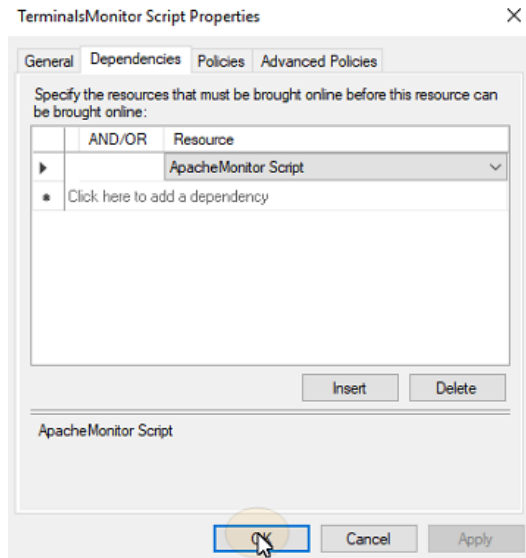 TerminalsMonitor Script Properties
General Dependencies Policies Advanced Policies
Specify the resources that must be brought online before this resource can
be brought online:
AND/OR Resource
ApacheMonitor Script
Click here to add a dependency
Insert Delete
ApacheMonitor Script
OK Cancel Apply